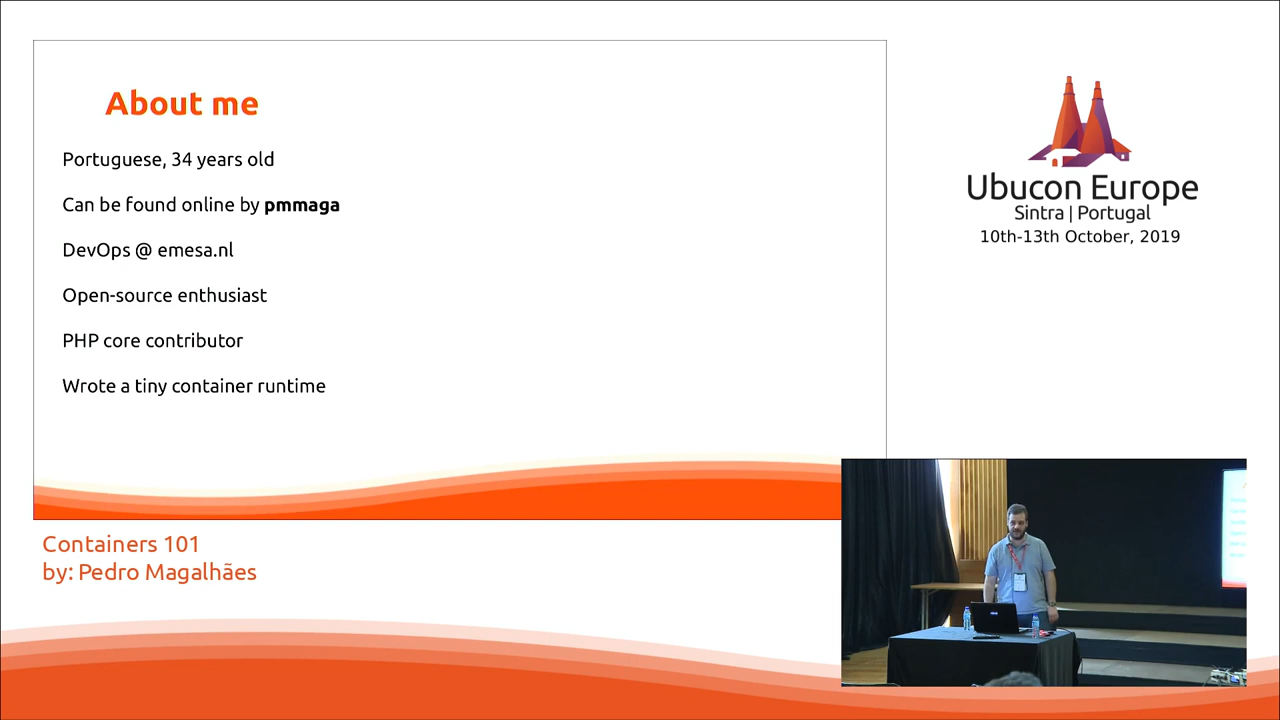 About me
Portuguese, 34 years old
Can be found online by pmmaga
DevOps @ emesa.nl
Open-source enthusiast
PHP core contributor
Wrote a tiny container runtime
Containers 101
by: Pedro Magalhães
Ubucon Europe
Sintra | Portugal
10th-13th October, 2019